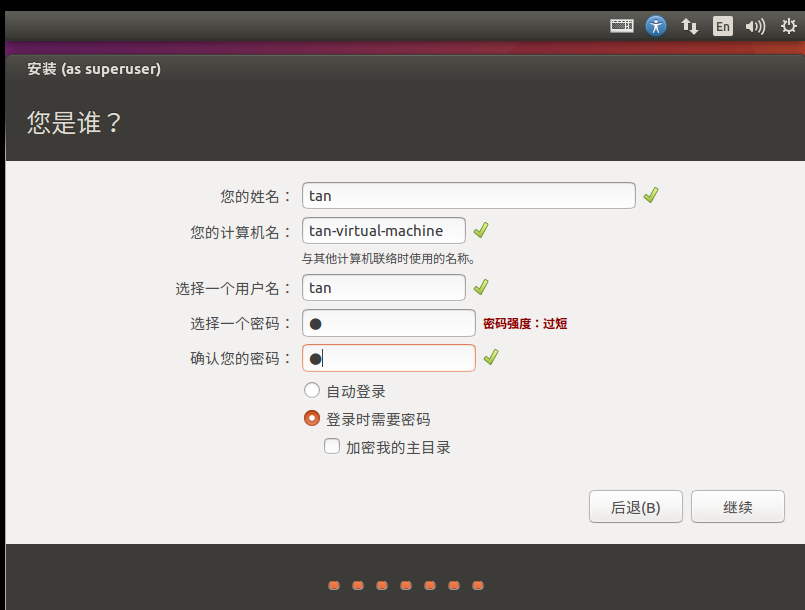 En
安装 (as superuser)
您是谁？
您的姓名： tan
您的计算机名： tan-virtual-machine
与其他计算机联络时使用的名称。
选择一个用户名： tan
选择一个密码： ● 密码强度：过短
确认您的密码： ●
自动登录
登录时需要密码
加密我的主目录
后退(B) 继续